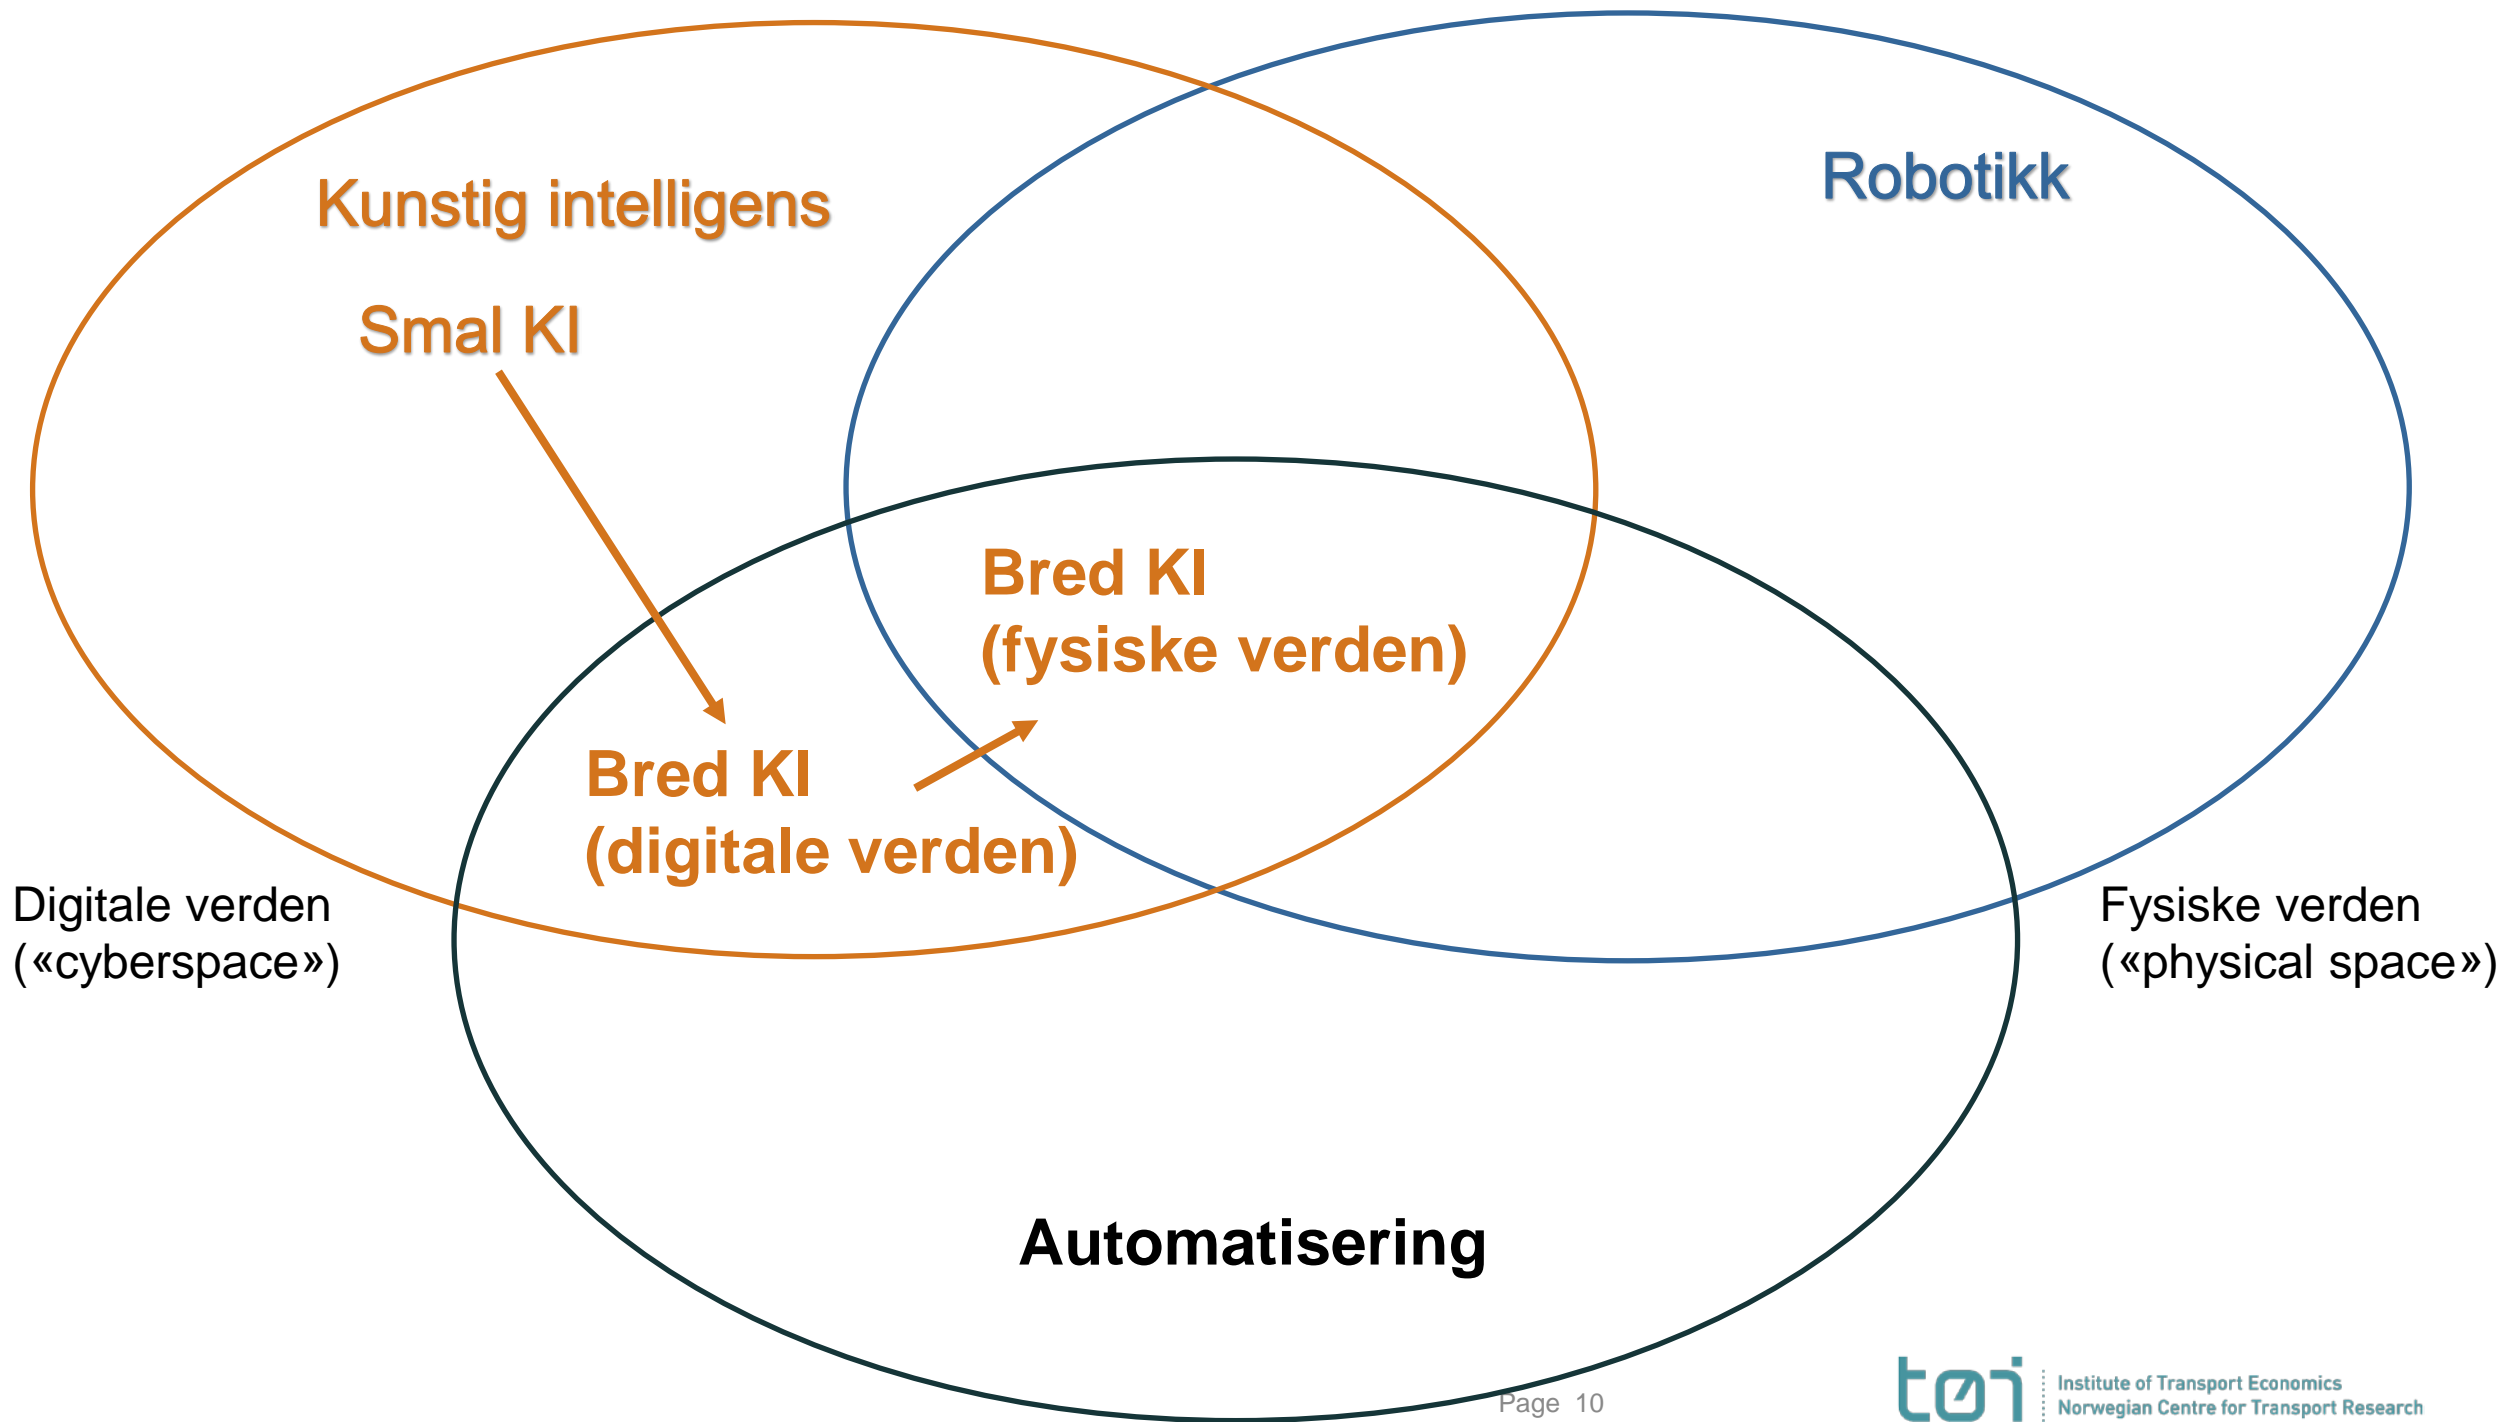 Kunstig intelligens
Robotikk
Smal KI
Bred KI
(fysiske verden)
Bred KI
(digitale verden)
Digitale verden
(«cyberspace»)
Fysiske verden
(«physical space»)
Automatisering
Page 10
tøi
Institute of Transport Economics
Norwegian Centre for Transport Research